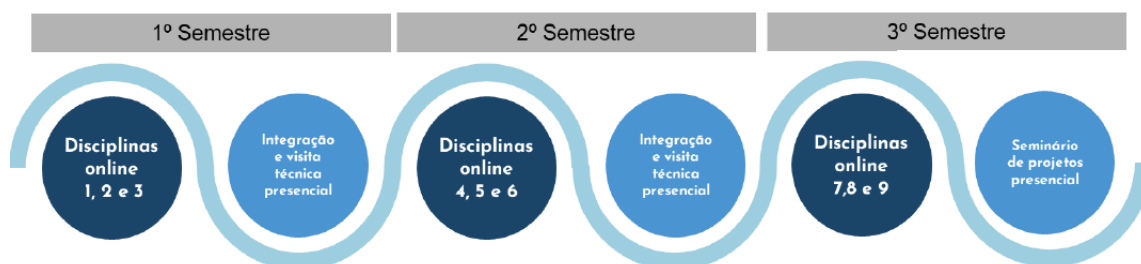 1º Semestre
2º Semestre
3º Semestre
Disciplinas
online
1, 2 e 3
Integração
e visita
técnica
presencial
Disciplinas
online
4, 5 e 6
Integração
e visita
técnica
presencial
Disciplinas
online
7,8 e 9
Seminário
de projetos
presencial